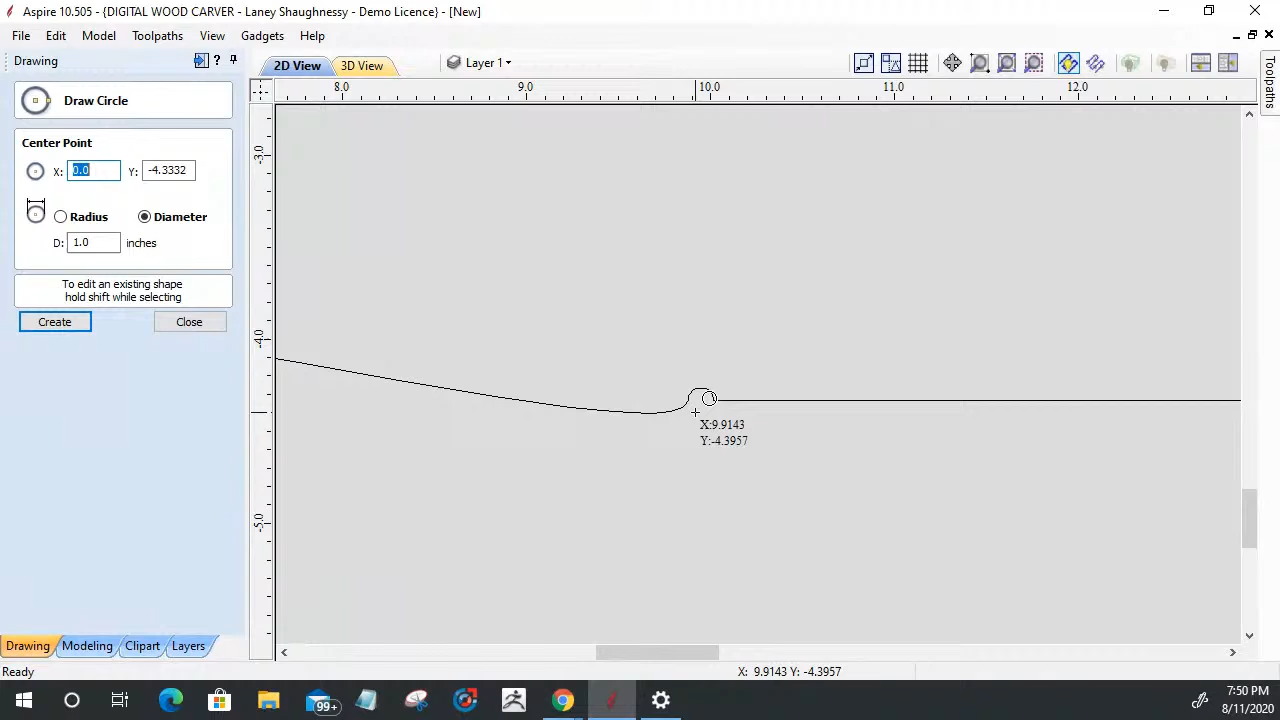 Aspire 10.505 - {DIGITAL WOOD CARVER - Laney Shaughnessy - Demo Licence} - [New]
File Edit Model Toolpaths View Gadgets Help
Drawing
2D View 3D View Layer 1
Toolpaths
Draw Circle
8.0 9.0 10.0 11.0 12.0
Center Point
X: 0.0 Y: -4.3332
-3.0
Radius Diameter
D: 1.0 inches
To edit an existing shape
hold shift while selecting
Create Close
-4.0
X:9.9143
Y:-4.3957
-5.0
Drawing Modeling Clipart Layers
Ready X: 9.9143 Y: -4.3957
99+
7:50 PM
8/11/2020